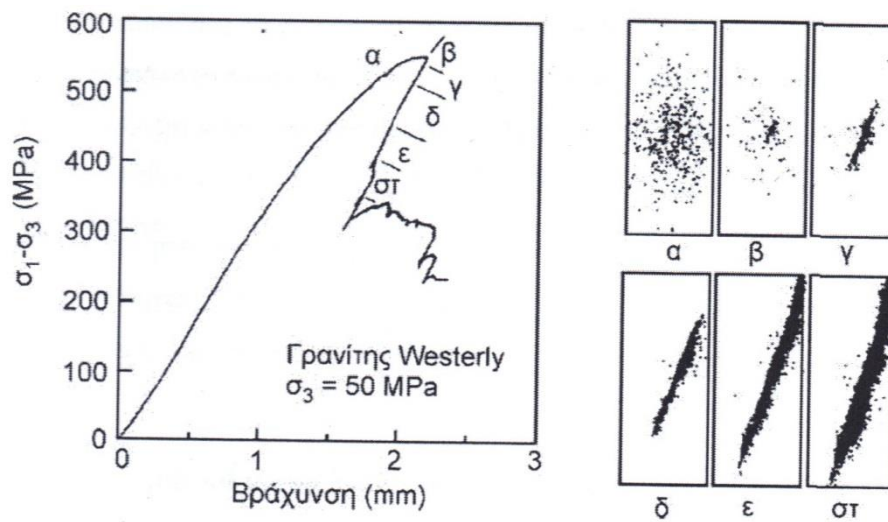 600
500
400
300
200
100
0
σ₁-σ₃ (MPa)
α
β
γ
δ
ε
στ
Γρανίτης Westerly
σ₃ = 50 MPa
0 1 2 3
Βράχυνση (mm)
α β γ
δ ε στ